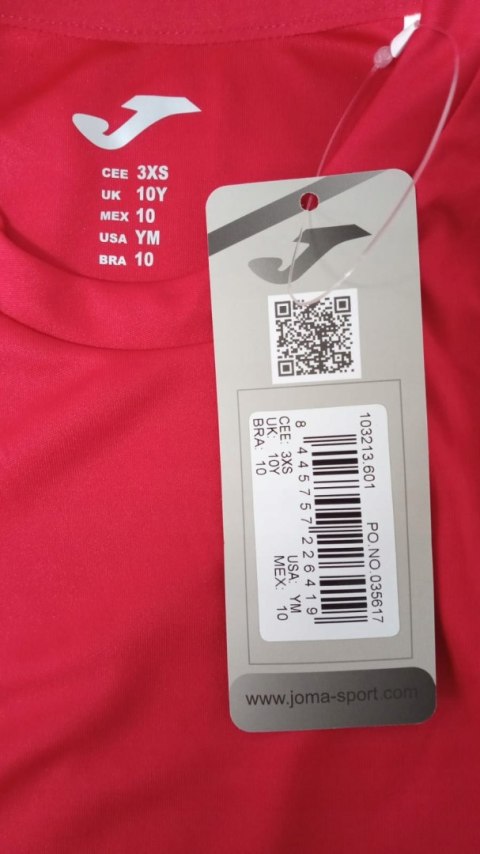 CEE 3XS
UK 10Y
MEX 10
USA YM
BRA 10
103213.601
PO.NO.035617
8 445757 226419
CEE: 3XS
USA: YM
UK: 10Y
MEX: 10
BRA: 10
www.joma-sport.com